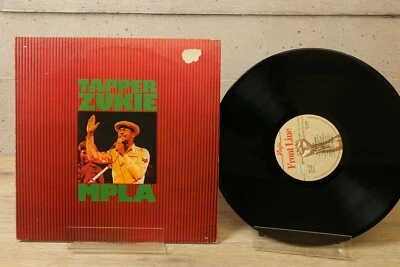 TAPPER
ZUKIE
MPLA
Front Line